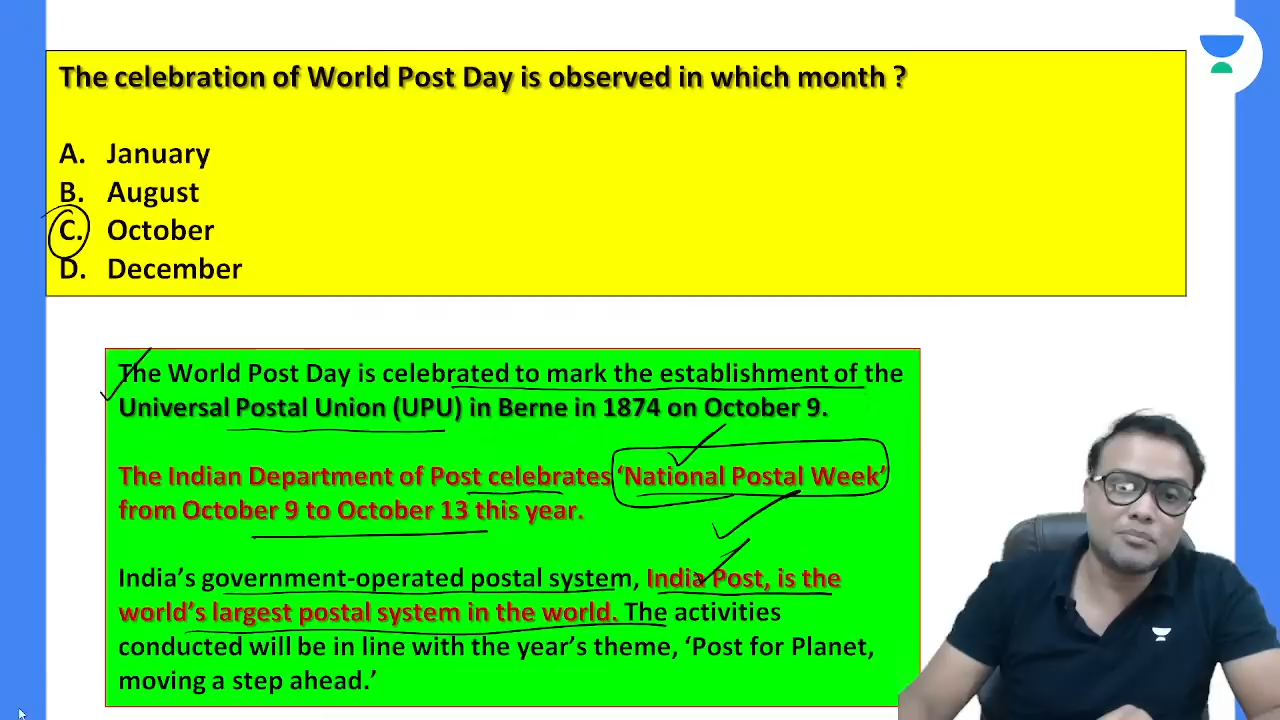 The celebration of World Post Day is observed in which month ?
A. January
B. August
C. October
D. December
The World Post Day is celebrated to mark the establishment of the
Universal Postal Union (UPU) in Berne in 1874 on October 9.
The Indian Department of Post celebrates ‘National Postal Week’
from October 9 to October 13 this year.
India’s government-operated postal system, India Post, is the
world’s largest postal system in the world. The activities
conducted will be in line with the year’s theme, ‘Post for Planet,
moving a step ahead.’